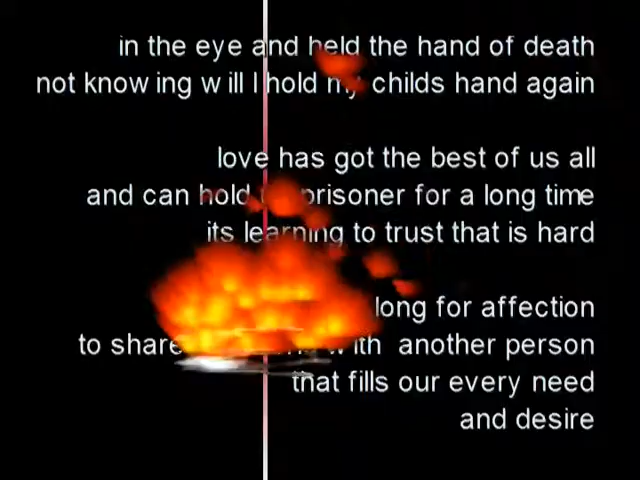 in the eye and held the hand of death
not knowing will I hold my childs hand again
love has got the best of us all
and can hold prisoner for a long time
its learning to trust that is hard
long for affection
to share with another person
that fills our every need
and desire